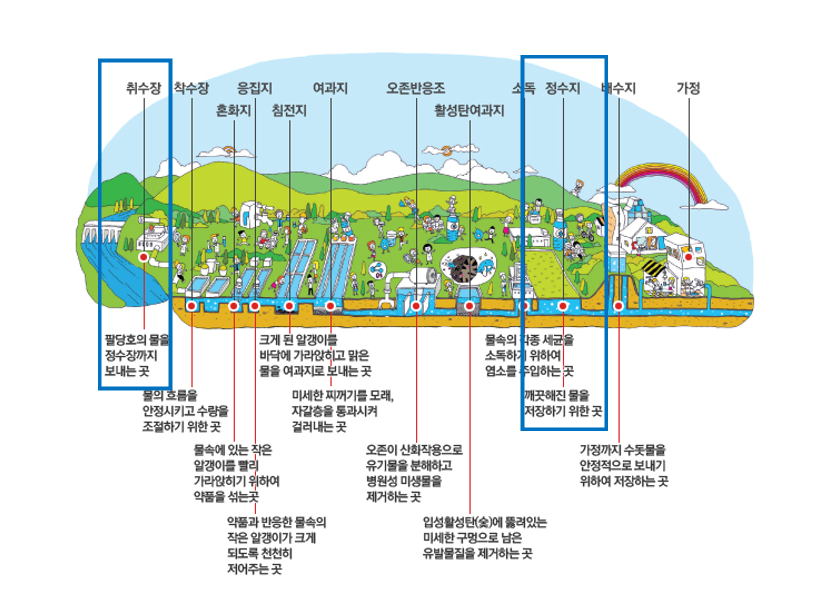 취수장 착수장 응집지 여과지 오존반응조 소독 정수지 배수지 가정
혼화지 침전지 활성탄여과지
팔당호의 물을
정수장까지
보내는 곳
물의 흐름을
안정시키고 수량을
조절하기 위한 곳
물속에 있는 작은
알갱이를 빨리
가라앉히기 위하여
약품을 섞는곳
약품과 반응한 물속의
작은 알갱이가 크게
되도록 천천히
저어주는 곳
크게 된 알갱이를
바닥에 가라앉히고 맑은
물을 여과지로 보내는 곳
미세한 찌꺼기를 모래,
자갈층을 통과시켜
걸러내는 곳
오존이 산화작용으로
유기물을 분해하고
병원성 미생물을
제거하는 곳
입성활성탄(숯)에 뚫려있는
미세한 구멍으로 남은
유발물질을 제거하는 곳
물속의 각종 세균을
소독하기 위하여
염소를 주입하는 곳
깨끗해진 물을
저장하기 위한 곳
가정까지 수돗물을
안정적으로 보내기
위하여 저장하는 곳